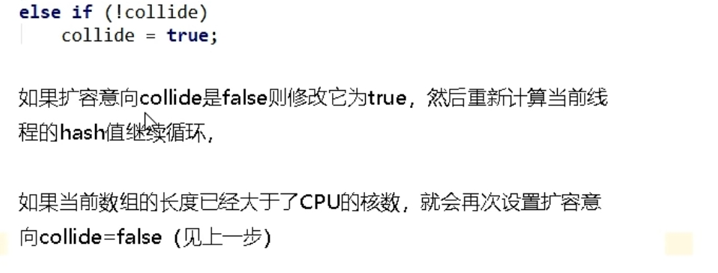 else if (!collide)
collide = true;
如果扩容意向collide是false则修改它为true，然后重新计算当前线
程的hash值继续循环，
如果当前数组的长度已经大于了CPU的核数，就会再次设置扩容意
向collide=false（见上一步）